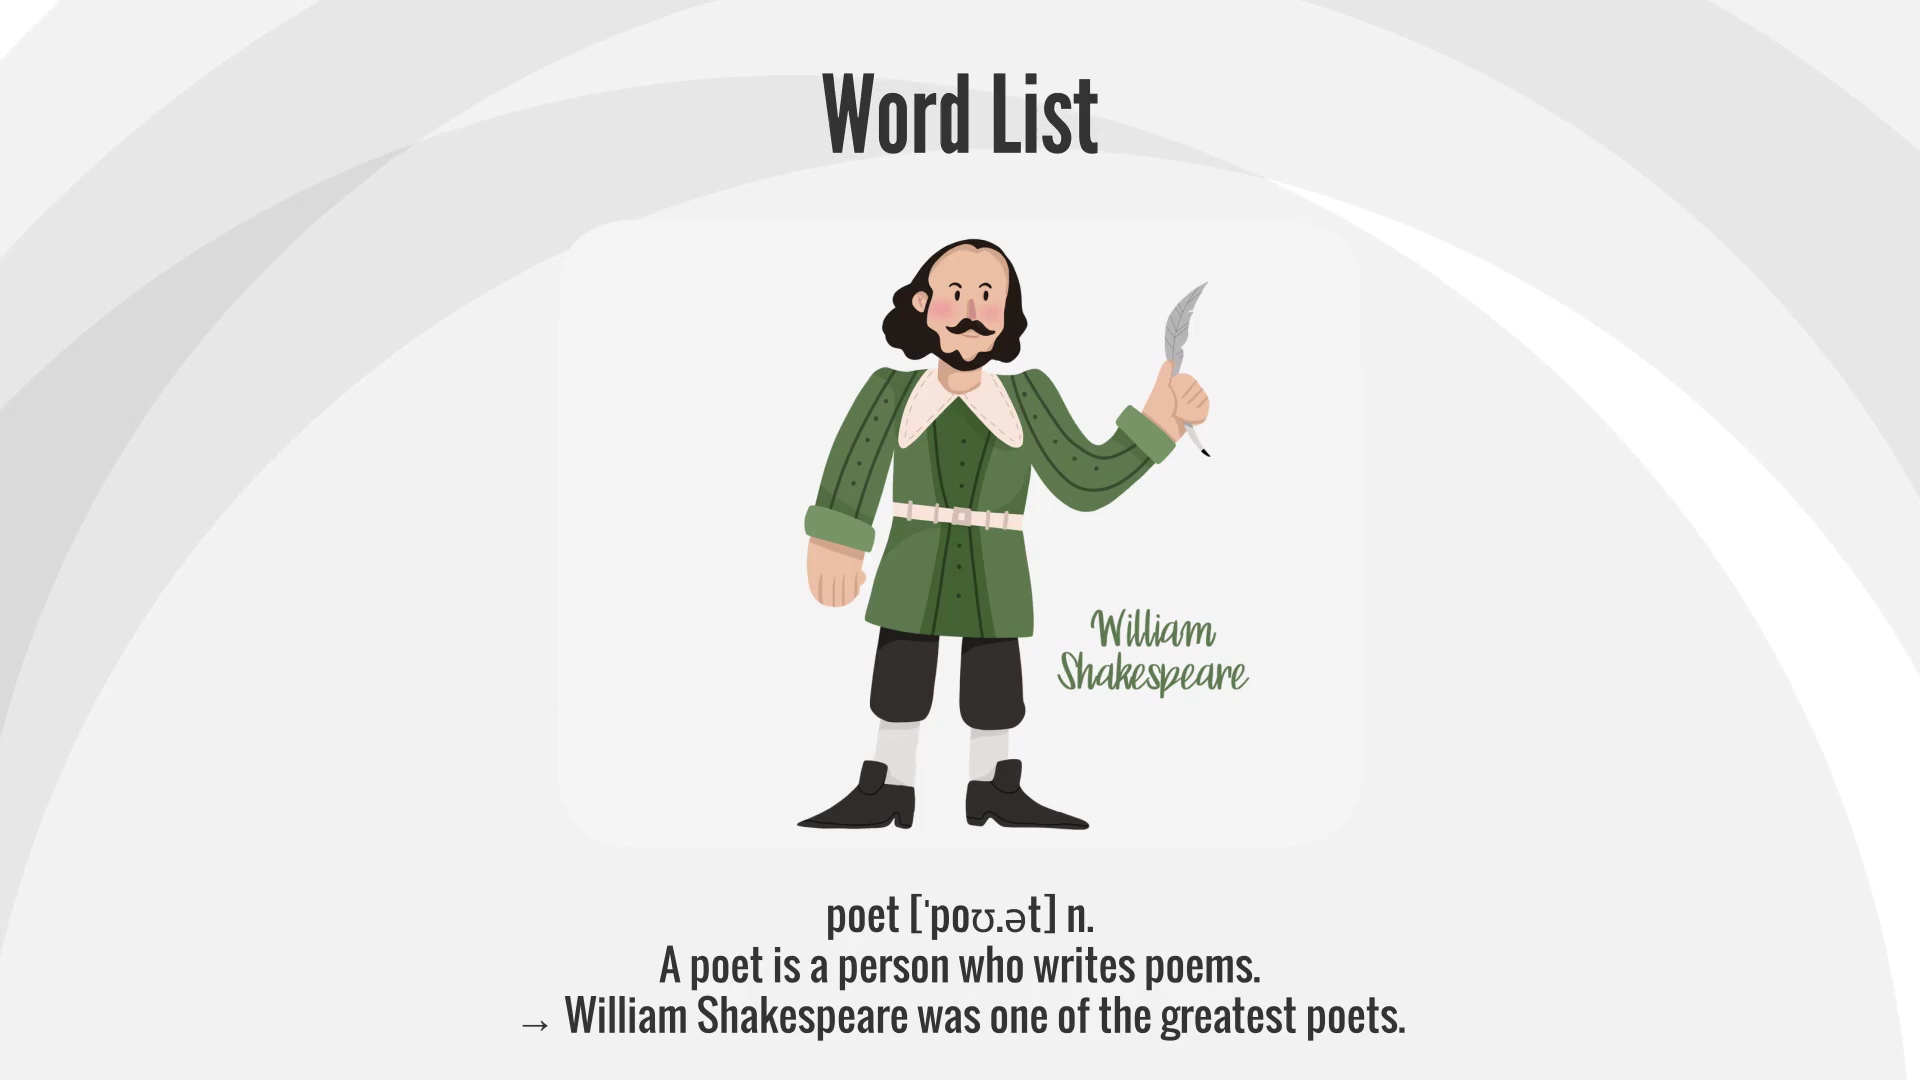 Word List
William
Shakespeare
poet [ˈpoʊ.ət] n.
A poet is a person who writes poems.
→ William Shakespeare was one of the greatest poets.